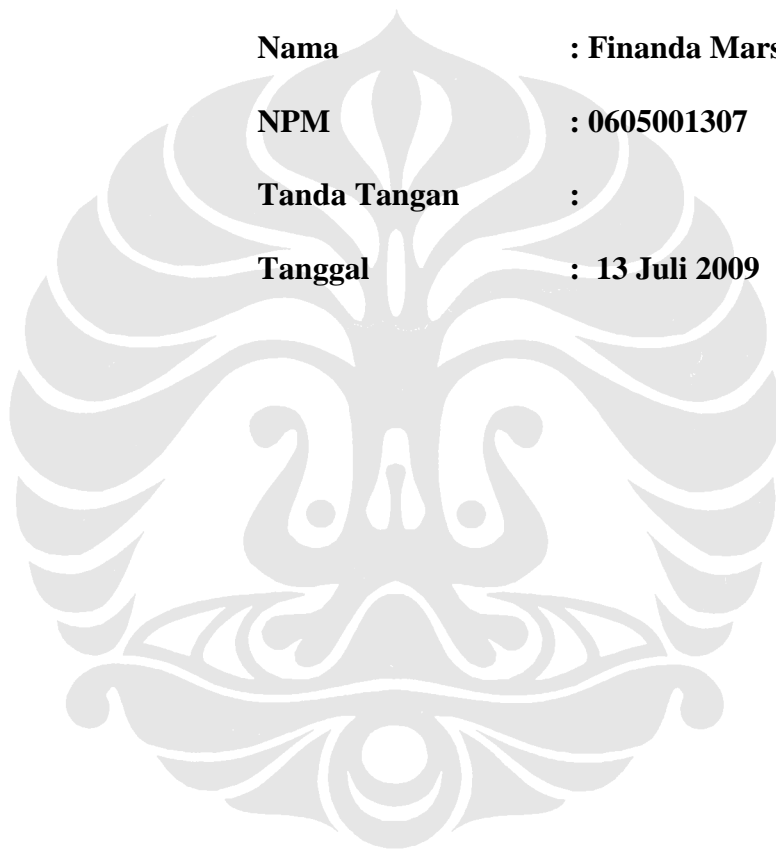 Nama : Finanda Mars
NPM : 0605001307
Tanda Tangan :
Tanggal : 13 Juli 2009